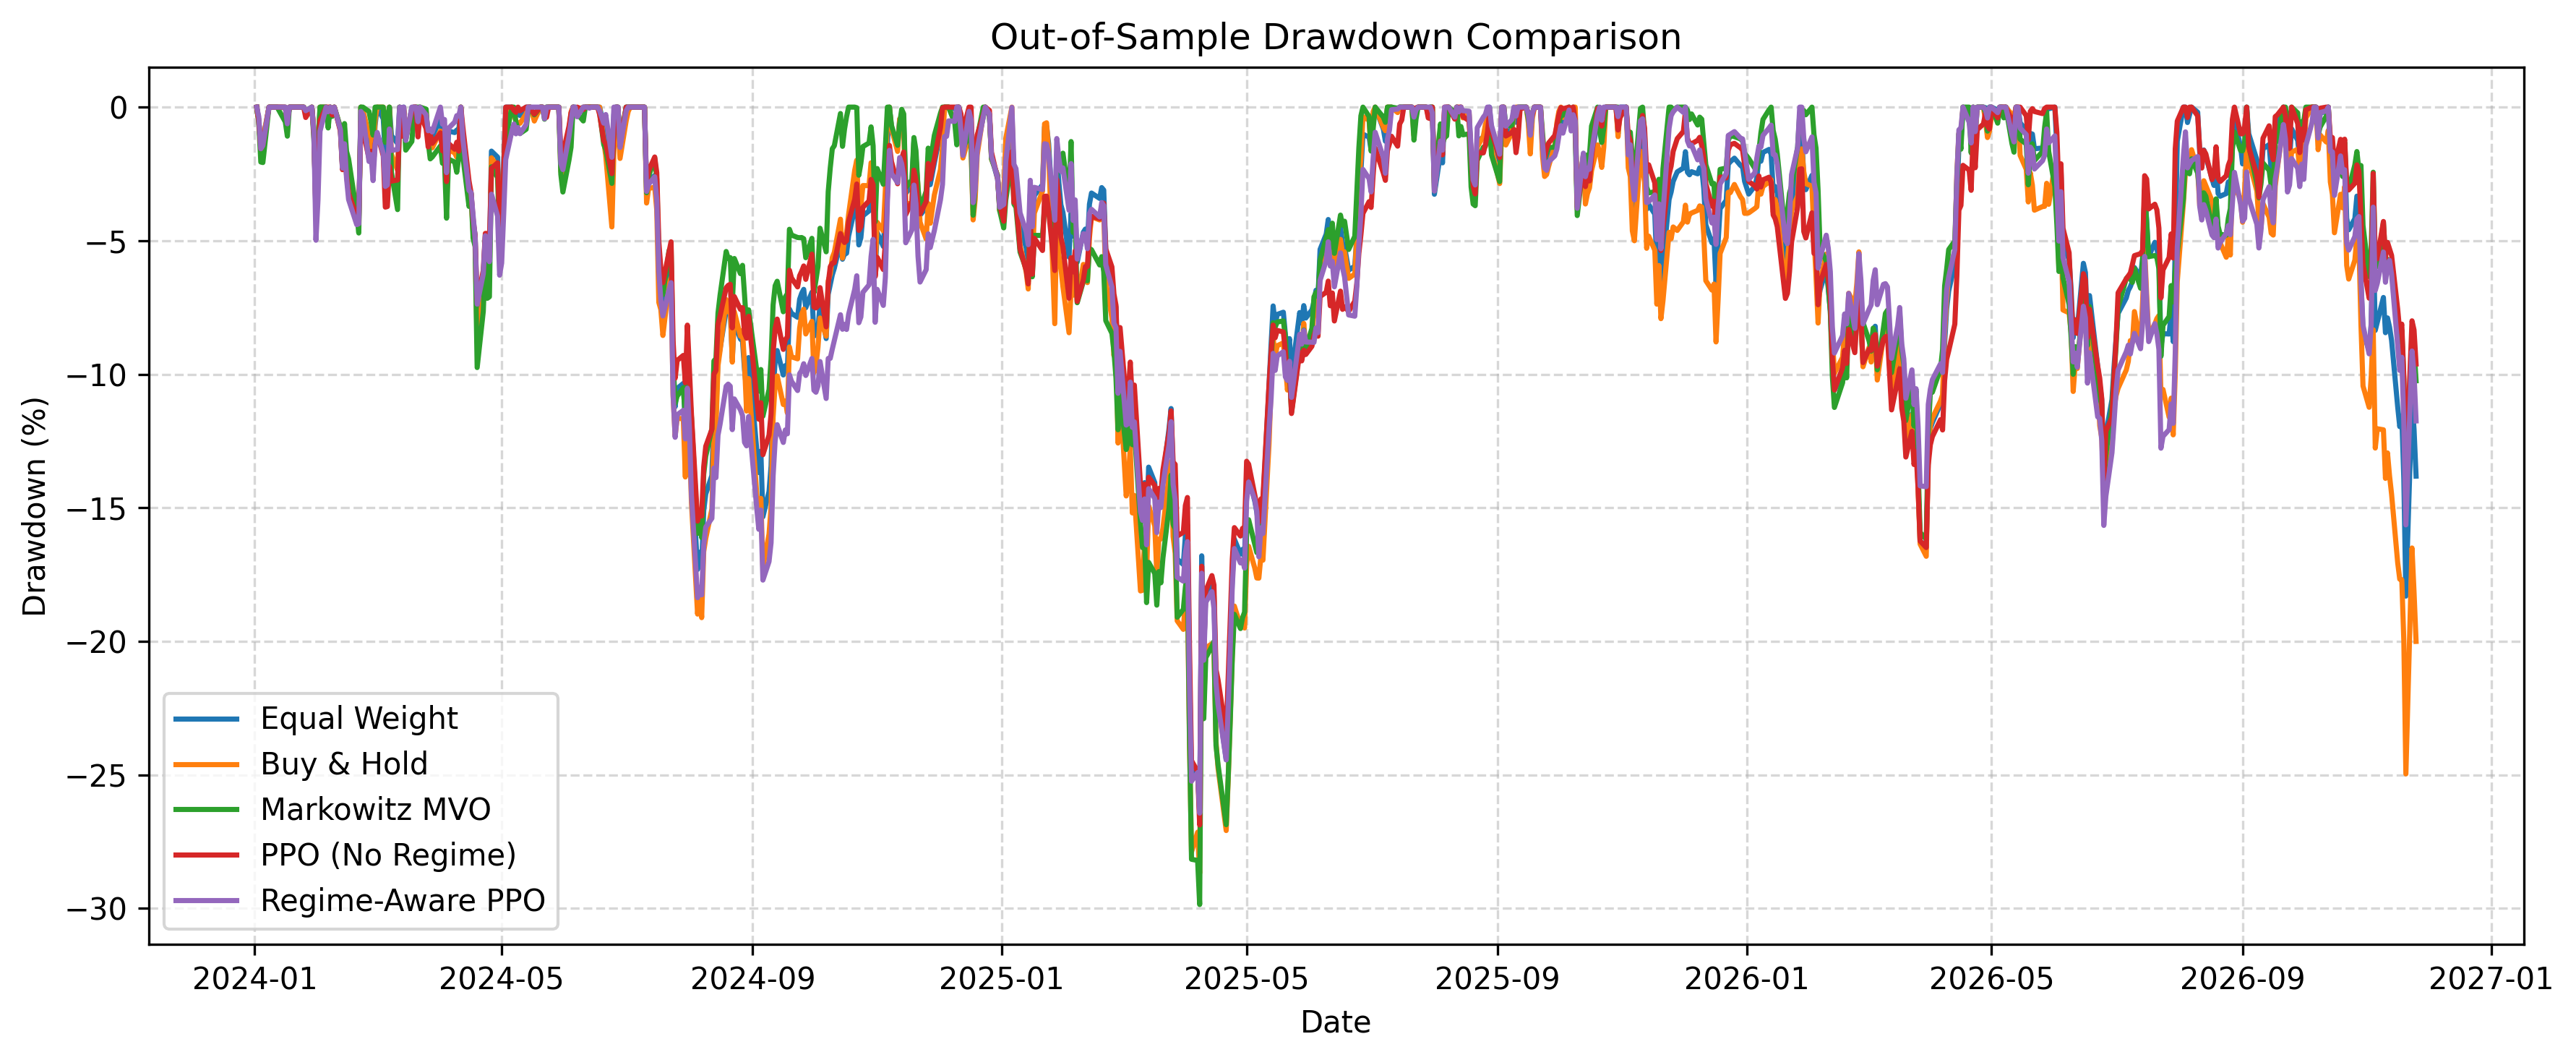 Out-of-Sample Drawdown Comparison
Drawdown (%)
0
−5
−10
−15
−20
−25
−30
Equal Weight
Buy & Hold
Markowitz MVO
PPO (No Regime)
Regime-Aware PPO
2024-01 2024-05 2024-09 2025-01 2025-05 2025-09 2026-01 2026-05 2026-09 2027-01
Date